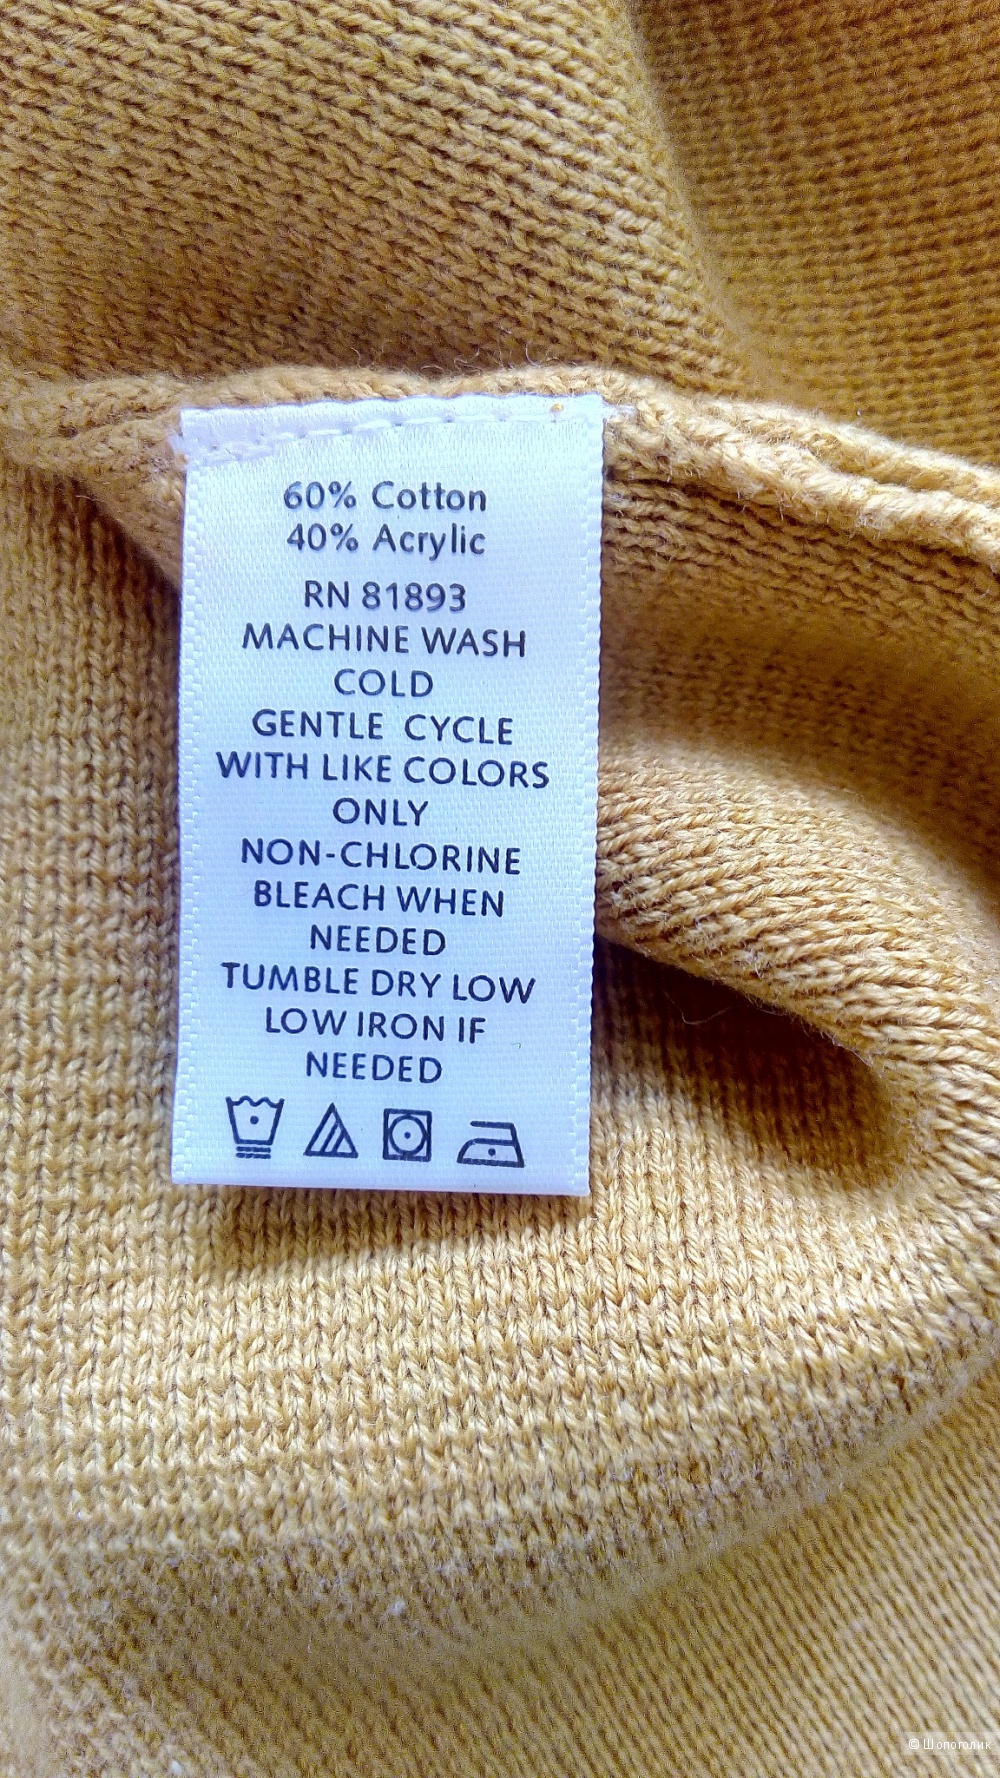 60% Cotton
40% Acrylic
RN 81893
MACHINE WASH
COLD
GENTLE CYCLE
WITH LIKE COLORS
ONLY
NON-CHLORINE
BLEACH WHEN
NEEDED
TUMBLE DRY LOW
LOW IRON IF
NEEDED
© Шопоголик